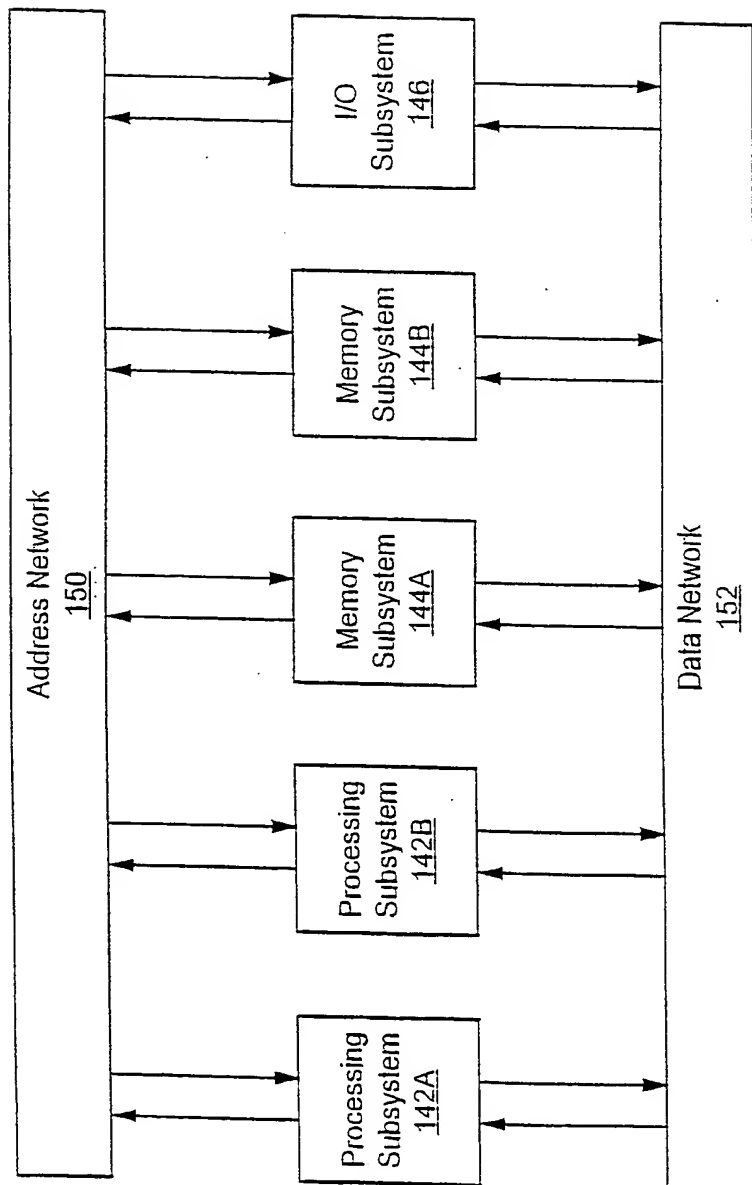 Address Network
150
Processing
Subsystem
142A
Processing
Subsystem
142B
Memory
Subsystem
144A
Memory
Subsystem
144B
I/O
Subsystem
146
Data Network
152